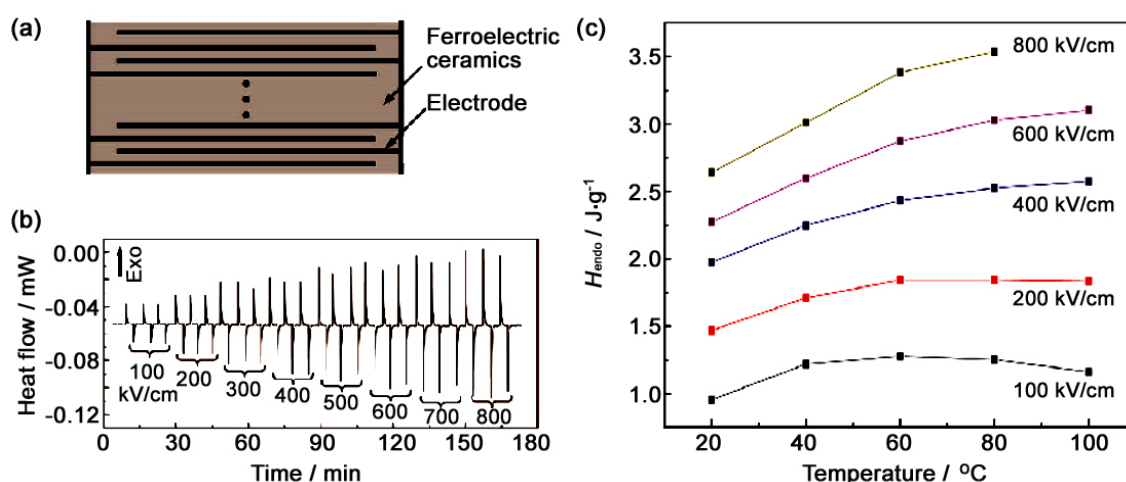 (a)
Ferroelectric
ceramics
Electrode
(b)
Heat flow / mW
0.00
-0.04
-0.08
-0.12
Exo
100
kV/cm
200
300
400
500
600
700
800
0 30 60 90 120 150 180
Time / min
(c)
Hendo / J·g-1
3.5
3.0
2.5
2.0
1.5
1.0
800 kV/cm
600 kV/cm
400 kV/cm
200 kV/cm
100 kV/cm
20 40 60 80 100
Temperature / °C